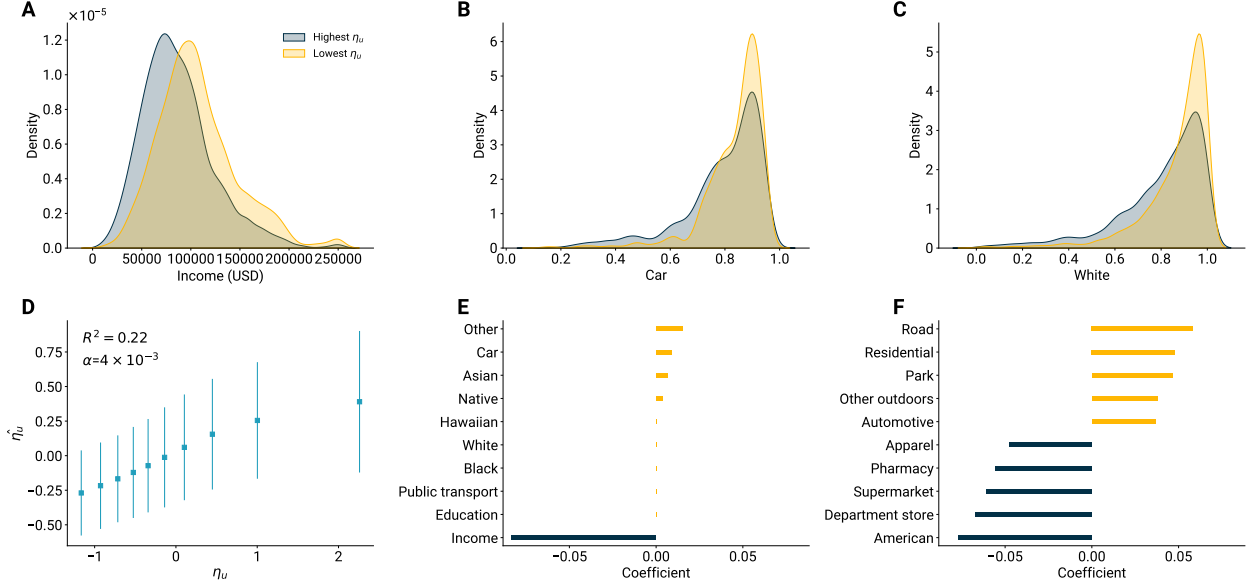 A
×10⁻⁵
1.2
1.0
0.8
0.6
0.4
0.2
0.0
Density
0 50000 100000 150000 200000 250000
Income (USD)
Highest ηᵤ
Lowest ηᵤ
B
6
5
4
3
2
1
0
Density
0.0 0.2 0.4 0.6 0.8 1.0
Car
C
5
4
3
2
1
0
Density
0.0 0.2 0.4 0.6 0.8 1.0
White
D
R² = 0.22
α=4 × 10⁻³
0.75
0.50
0.25
0.00
−0.25
−0.50
η̂ᵤ
−1 0 1 2
ηᵤ
E
Other
Car
Asian
Native
Hawaiian
White
Black
Public transport
Education
Income
−0.05 0.00 0.05
Coefficient
F
Road
Residential
Park
Other outdoors
Automotive
Apparel
Pharmacy
Supermarket
Department store
American
−0.05 0.00 0.05
Coefficient